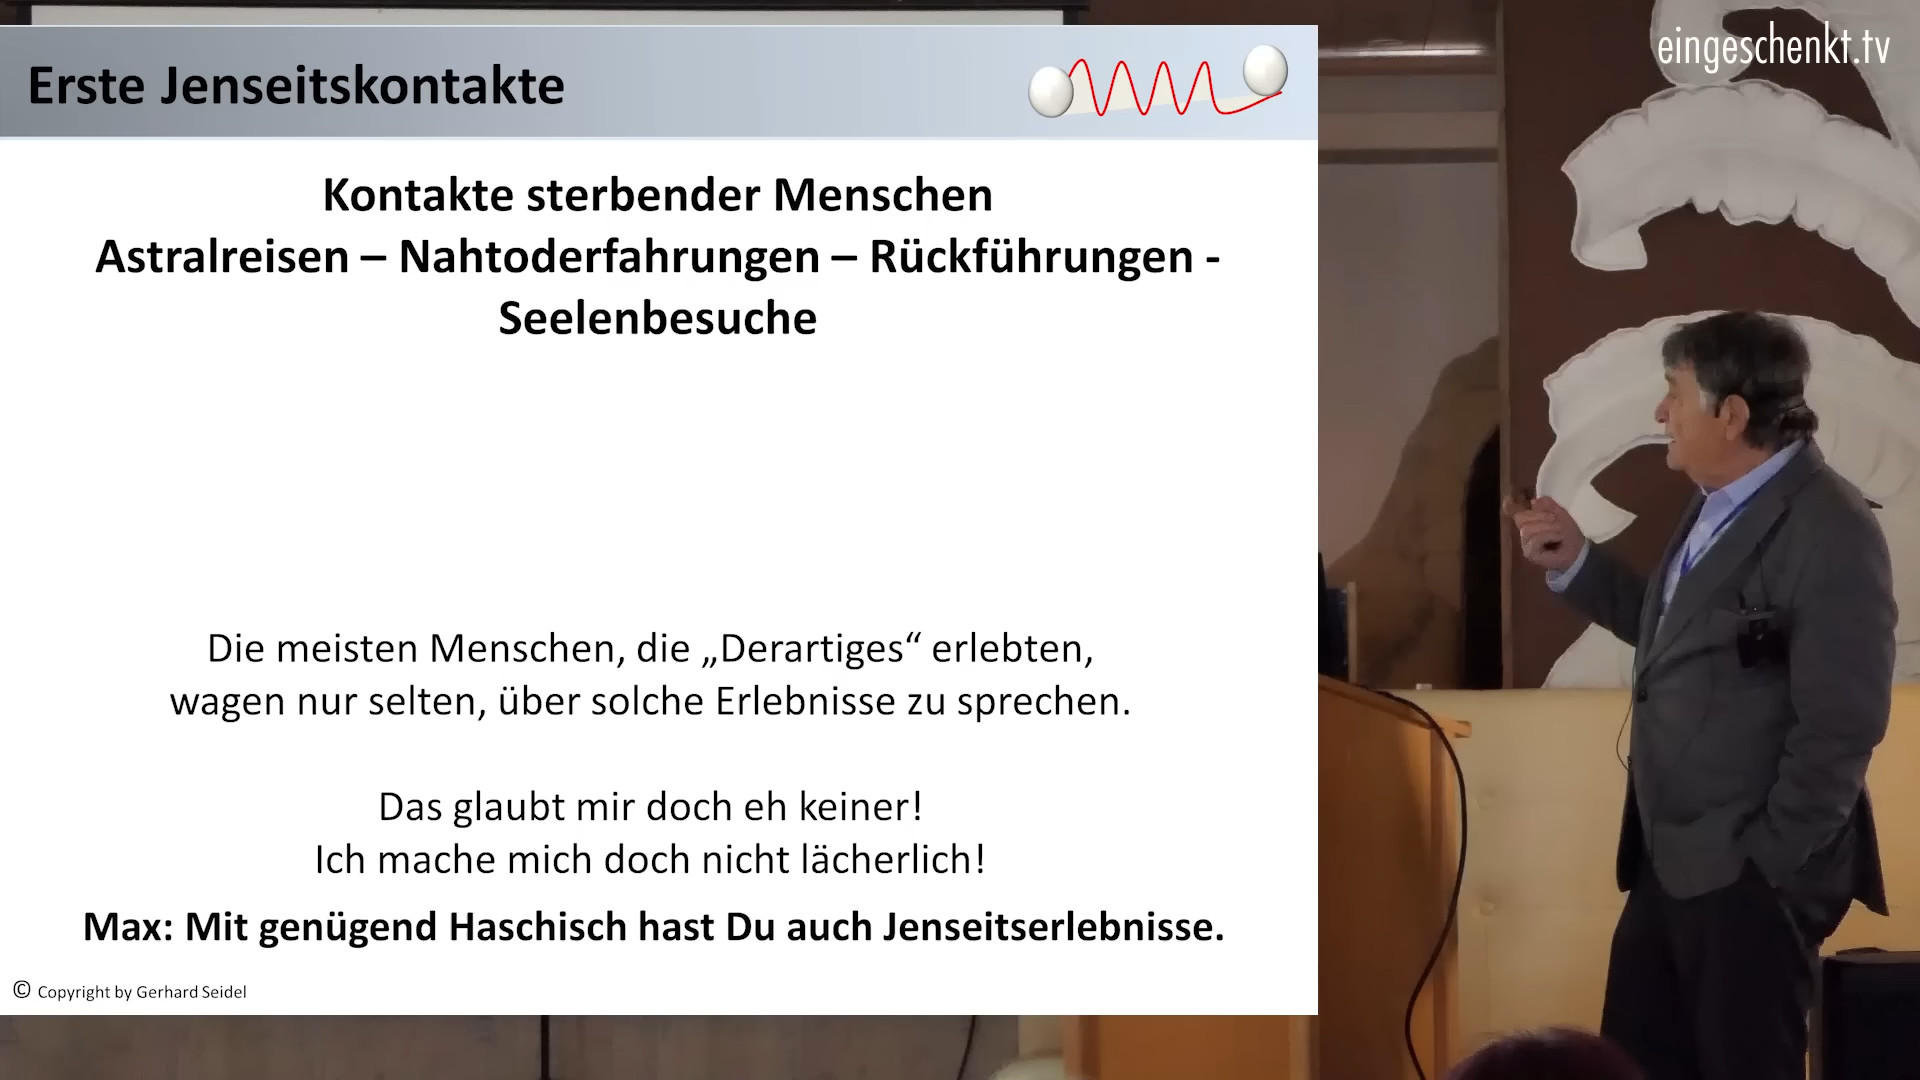 eingeschenkt.tv
Erste Jenseitskontakte
Kontakte sterbender Menschen
Astralreisen – Nahtoderfahrungen – Rückführungen -
Seelenbesuche
Die meisten Menschen, die „Derartiges“ erlebten,
wagen nur selten, über solche Erlebnisse zu sprechen.
Das glaubt mir doch eh keiner!
Ich mache mich doch nicht lächerlich!
Max: Mit genügend Haschisch hast Du auch Jenseitserlebnisse.
© Copyright by Gerhard Seidel